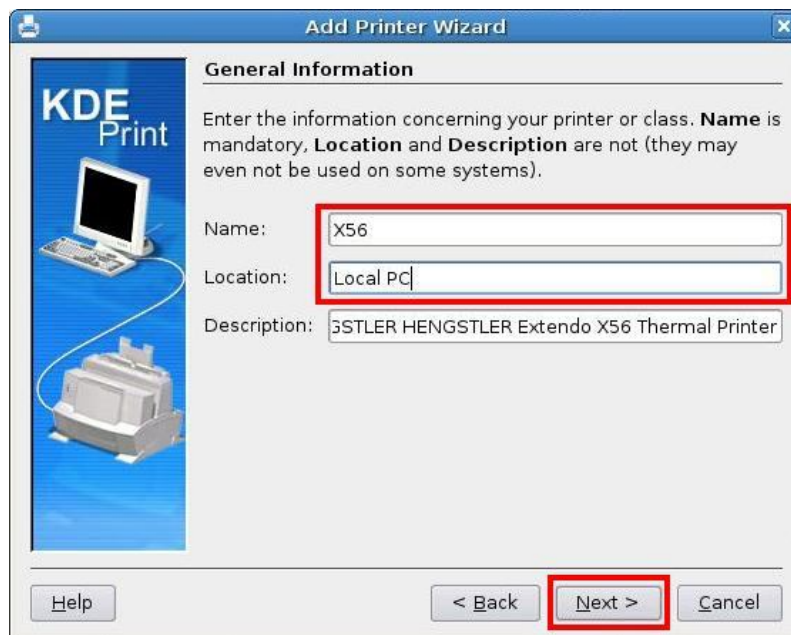 Add Printer Wizard
KDE
Print
General Information
Enter the information concerning your printer or class. Name is
mandatory, Location and Description are not (they may
even not be used on some systems).
Name: X56
Location: Local PC
Description: GSTLER HENGSTLER Extendo X56 Thermal Printer
Help < Back Next > Cancel